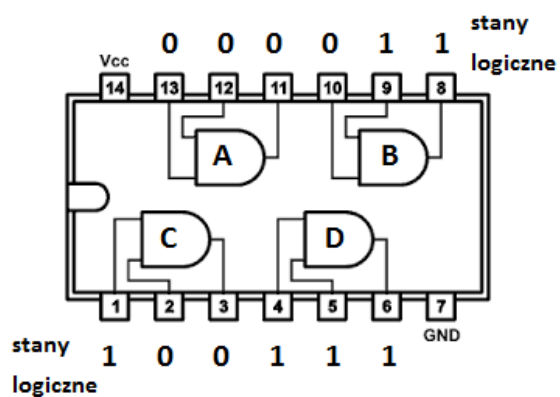 0 0 0 0 1 1 stany
logiczne
Vcc
14 13 12 11 10 9 8
A B
C D
1 2 3 4 5 6 7
GND
stany
logiczne
1 0 0 1 1 1